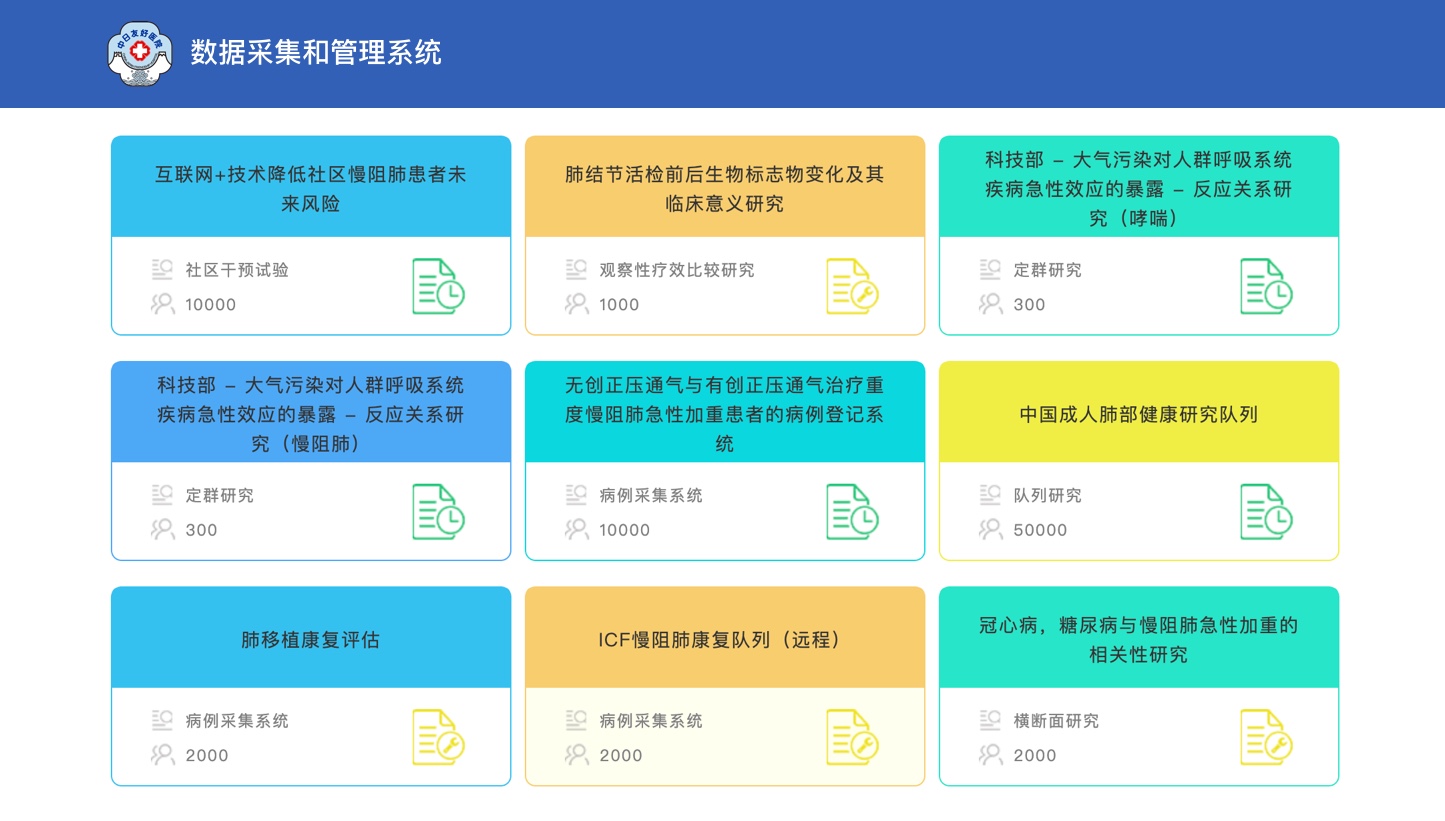 中日友好医院
数据采集和管理系统
互联网+技术降低社区慢阻肺患者未
来风险
社区干预试验
10000
肺结节活检前后生物标志物变化及其
临床意义研究
观察性疗效比较研究
1000
科技部 - 大气污染对人群呼吸系统
疾病急性效应的暴露 - 反应关系研
究（哮喘）
定群研究
300
科技部 - 大气污染对人群呼吸系统
疾病急性效应的暴露 - 反应关系研
究（慢阻肺）
定群研究
300
无创正压通气与有创正压通气治疗重
度慢阻肺急性加重患者的病例登记系
统
病例采集系统
10000
中国成人肺部健康研究队列
队列研究
50000
肺移植康复评估
病例采集系统
2000
ICF慢阻肺康复队列（远程）
病例采集系统
2000
冠心病，糖尿病与慢阻肺急性加重的
相关性研究
横断面研究
2000